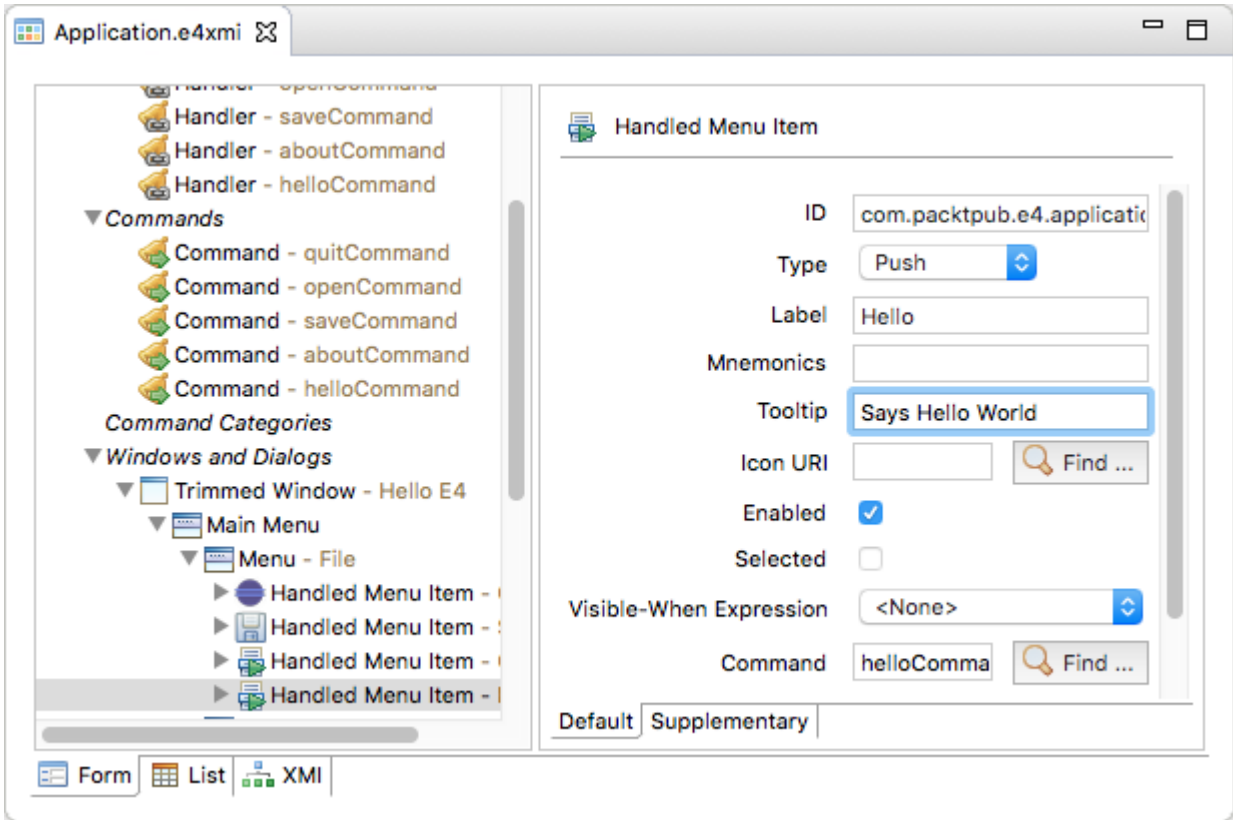 Application.e4xmi
Handler - openCommand
Handler - saveCommand
Handler - aboutCommand
Handler - helloCommand
Commands
Command - quitCommand
Command - openCommand
Command - saveCommand
Command - aboutCommand
Command - helloCommand
Command Categories
Windows and Dialogs
Trimmed Window - Hello E4
Main Menu
Menu - File
Handled Menu Item -
Handled Menu Item -
Handled Menu Item -
Handled Menu Item -
Handled Menu Item
ID com.packtpub.e4.applicatio
Type Push
Label Hello
Mnemonics
Tooltip Says Hello World
Icon URI Find ...
Enabled
Selected
Visible-When Expression <None>
Command helloComma Find ...
Default Supplementary
Form List XMI